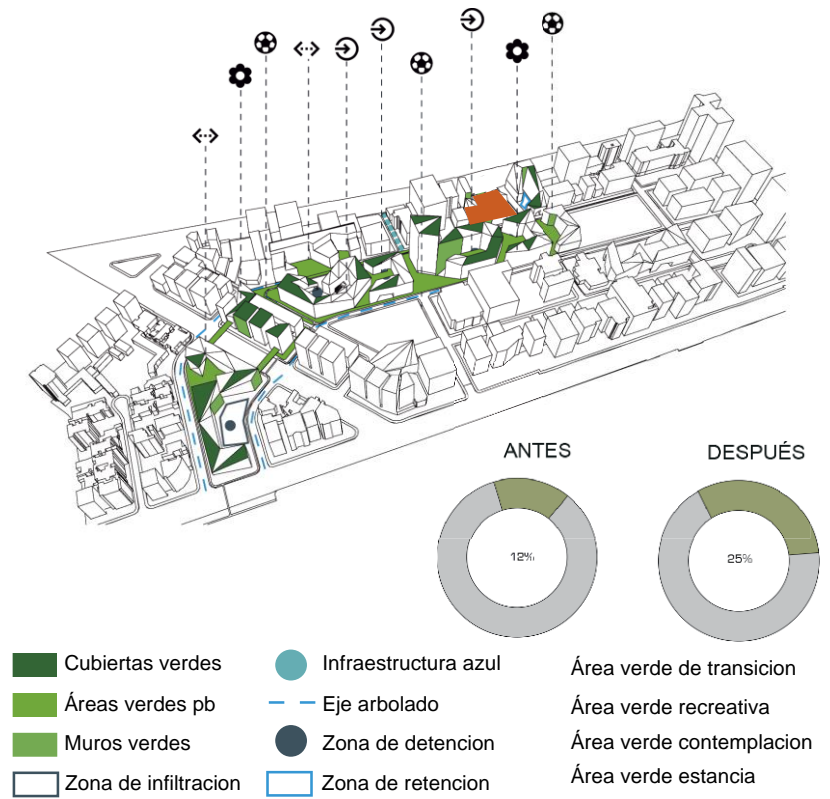 ANTES
DESPUÉS
12%
25%
Cubiertas verdes
Áreas verdes pb
Muros verdes
Zona de infiltracion
Infraestructura azul
Eje arbolado
Zona de detencion
Zona de retencion
Área verde de transicion
Área verde recreativa
Área verde contemplacion
Área verde estancia